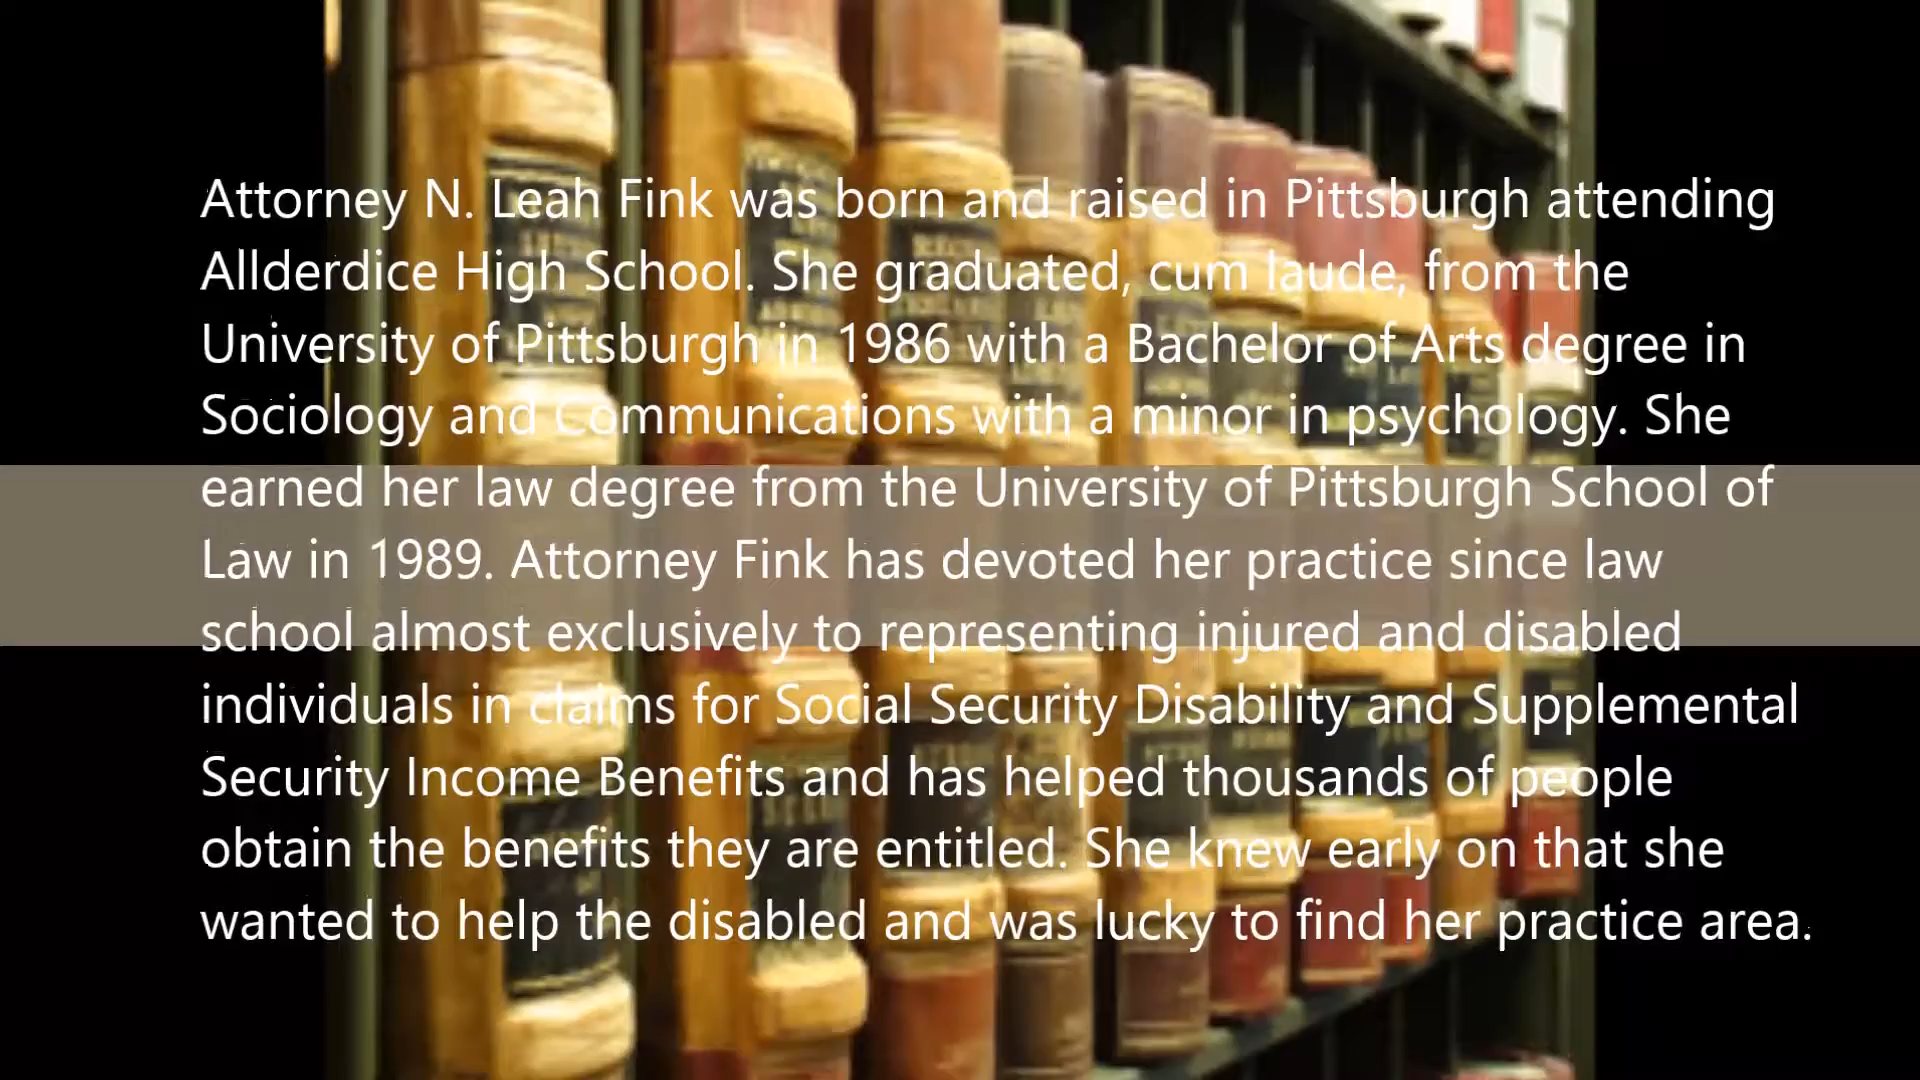 Attorney N. Leah Fink was born and raised in Pittsburgh attending
Allderdice High School. She graduated, cum laude, from the
University of Pittsburgh in 1986 with a Bachelor of Arts degree in
Sociology and Communications with a minor in psychology. She
earned her law degree from the University of Pittsburgh School of
Law in 1989. Attorney Fink has devoted her practice since law
school almost exclusively to representing injured and disabled
individuals in claims for Social Security Disability and Supplemental
Security Income Benefits and has helped thousands of people
obtain the benefits they are entitled. She knew early on that she
wanted to help the disabled and was lucky to find her practice area.